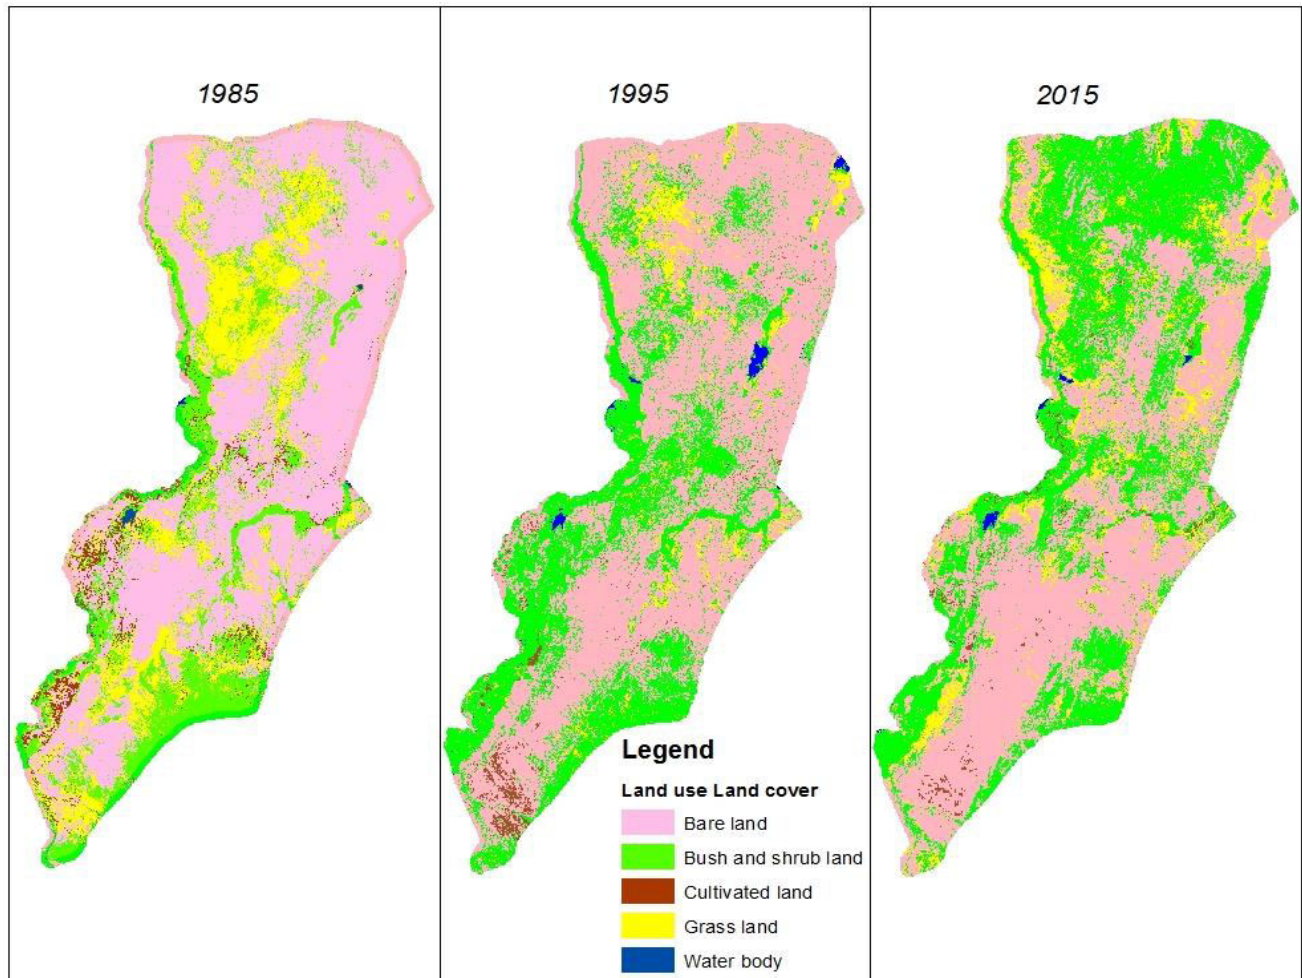 1985
1995
2015
Legend
Land use Land cover
Bare land
Bush and shrub land
Cultivated land
Grass land
Water body